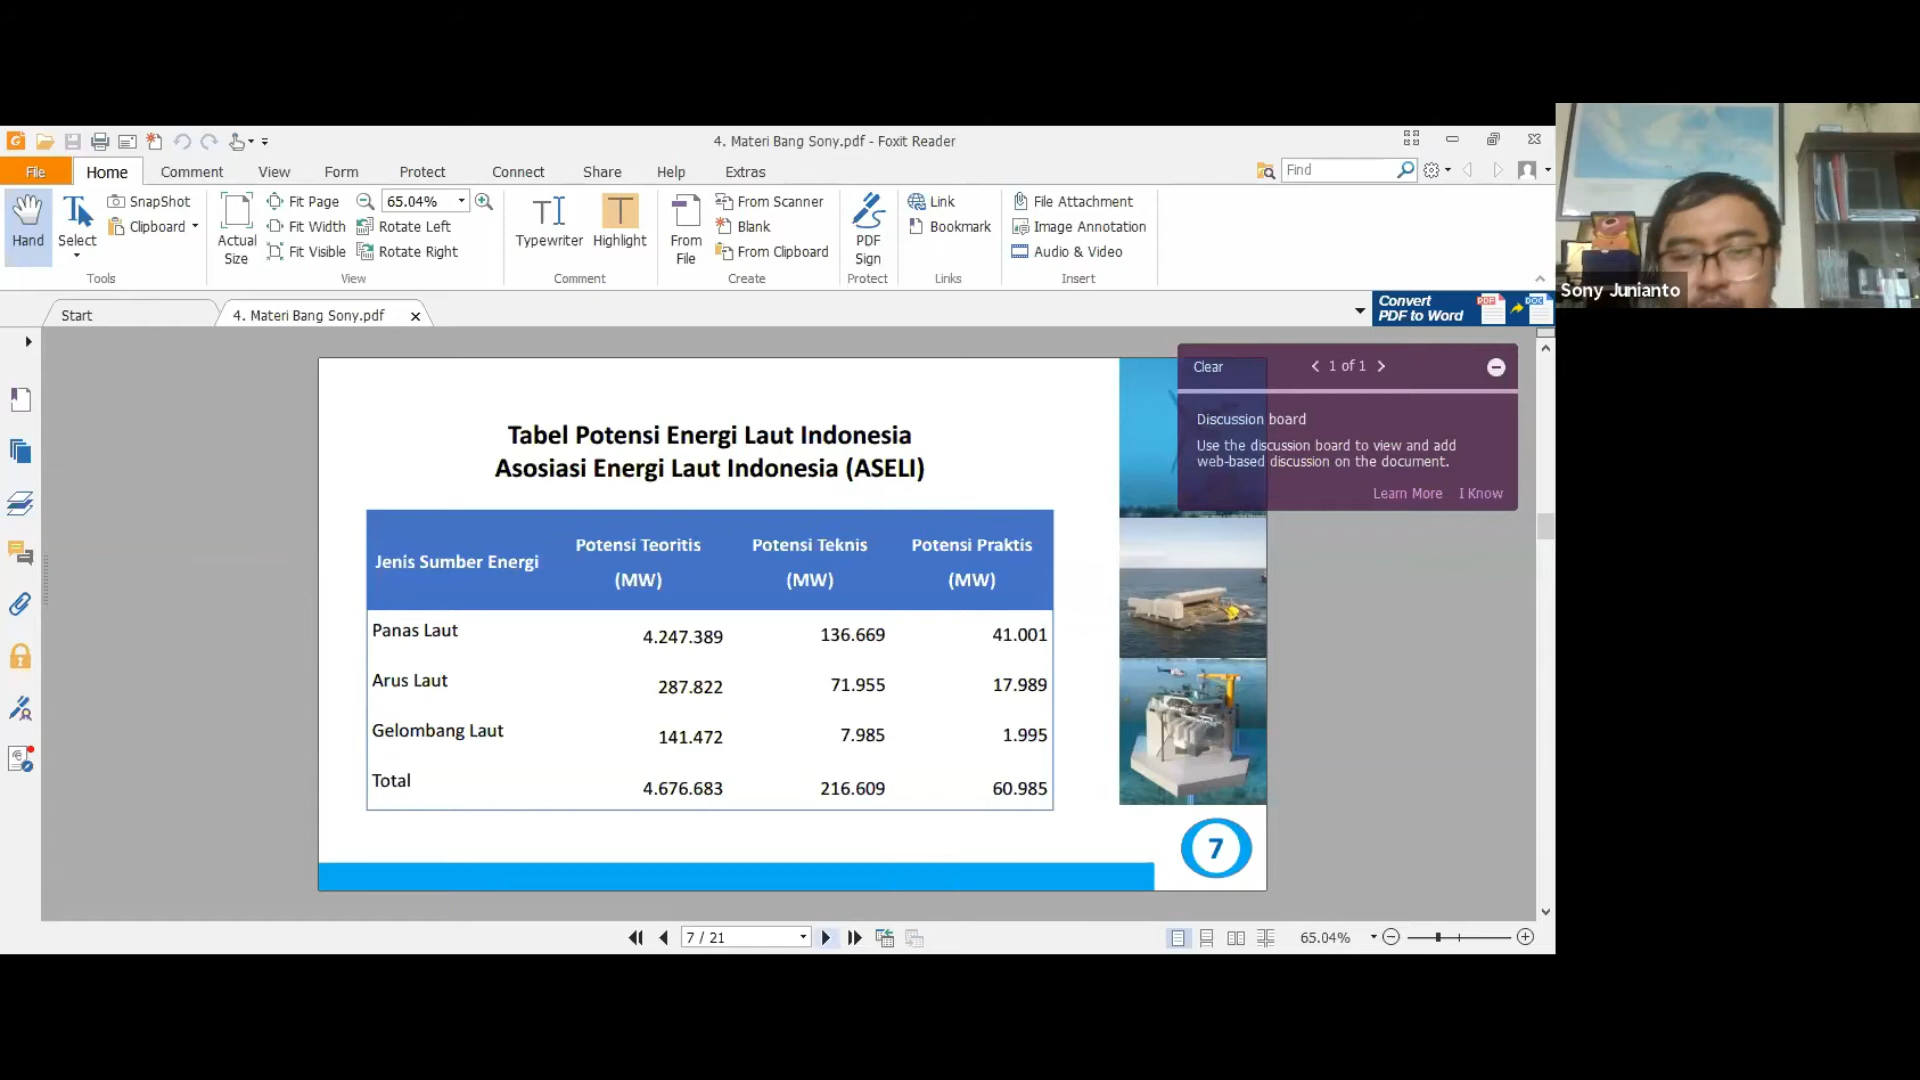 4. Materi Bang Sony.pdf - Foxit Reader
File Home Comment View Form Protect Connect Share Help Extras
Find
Hand
Select
SnapShot
Clipboard
Tools
Actual Size
Fit Page
Fit Width
Fit Visible
65.04%
Rotate Left
Rotate Right
View
Typewriter
Highlight
Comment
From File
From Scanner
Blank
From Clipboard
Create
PDF Sign
Protect
Link
Bookmark
Links
File Attachment
Image Annotation
Audio & Video
Insert
Sony Junianto
Start
4. Materi Bang Sony.pdf
Convert
PDF to Word
PDF
DOC
Clear
1 of 1
Discussion board
Use the discussion board to view and add
web-based discussion on the document.
Learn More I Know
Tabel Potensi Energi Laut Indonesia
Asosiasi Energi Laut Indonesia (ASELI)
Jenis Sumber Energi Potensi Teoritis (MW) Potensi Teknis (MW) Potensi Praktis (MW)
Panas Laut 4.247.389 136.669 41.001
Arus Laut 287.822 71.955 17.989
Gelombang Laut 141.472 7.985 1.995
Total 4.676.683 216.609 60.985
7
7 / 21
65.04%